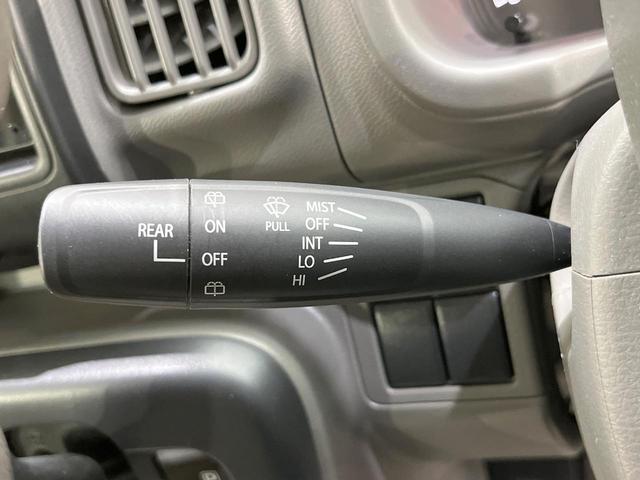 REAR
ON
OFF
PULL
MIST
OFF
INT
LO
HI